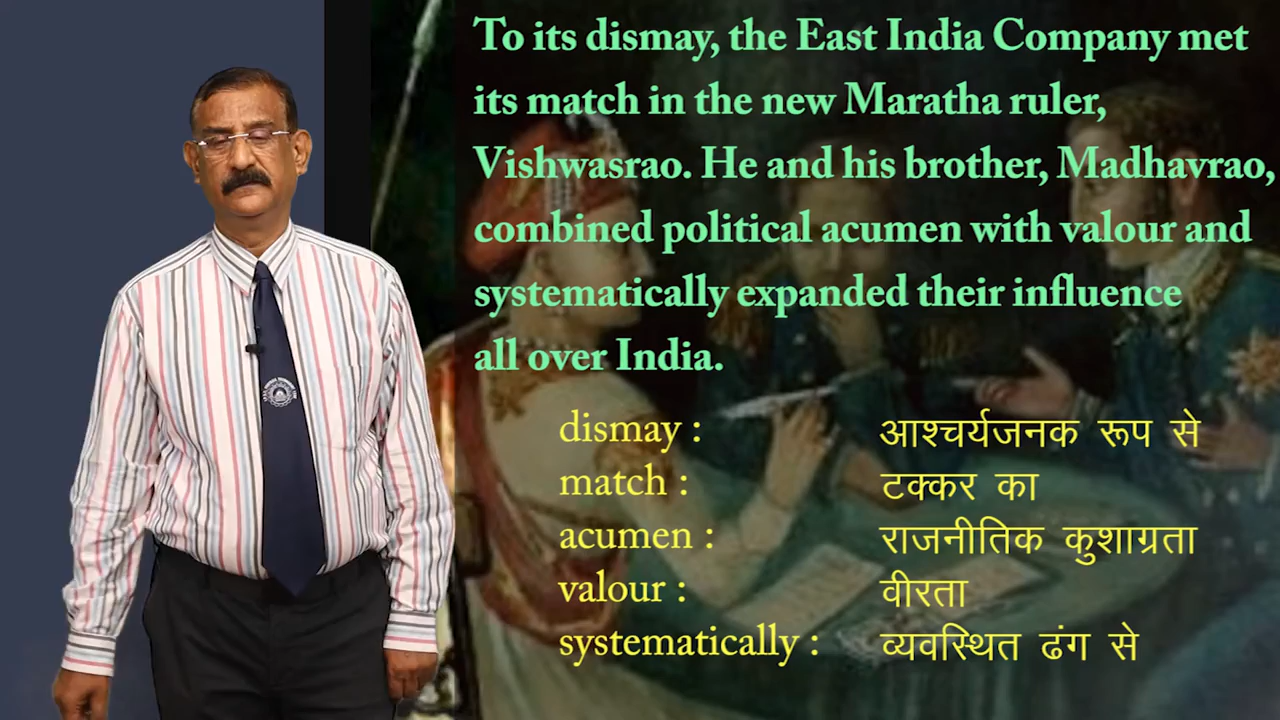 To its dismay, the East India Company met
its match in the new Maratha ruler,
Vishwasrao. He and his brother, Madhavrao,
combined political acumen with valour and
systematically expanded their influence
all over India.
dismay : आश्चर्यजनक रूप से
match : टक्कर का
acumen : राजनीतिक कुशाग्रता
valour : वीरता
systematically : व्यवस्थित ढंग से